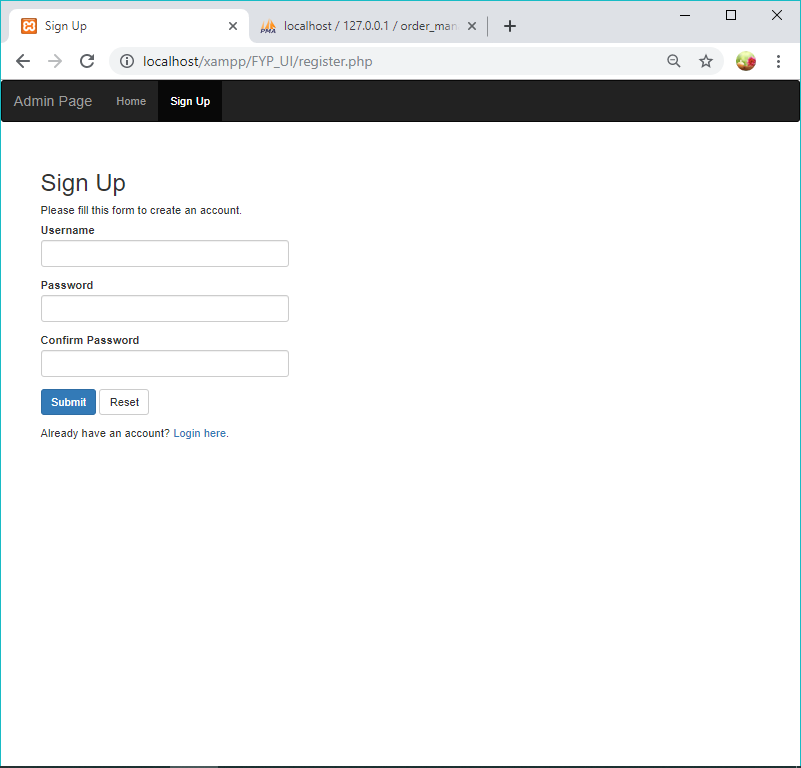 Sign Up
localhost / 127.0.0.1 / order_man
localhost/xampp/FYP_UI/register.php
Admin Page Home Sign Up
Sign Up
Please fill this form to create an account.
Username
Password
Confirm Password
Submit Reset
Already have an account? Login here.